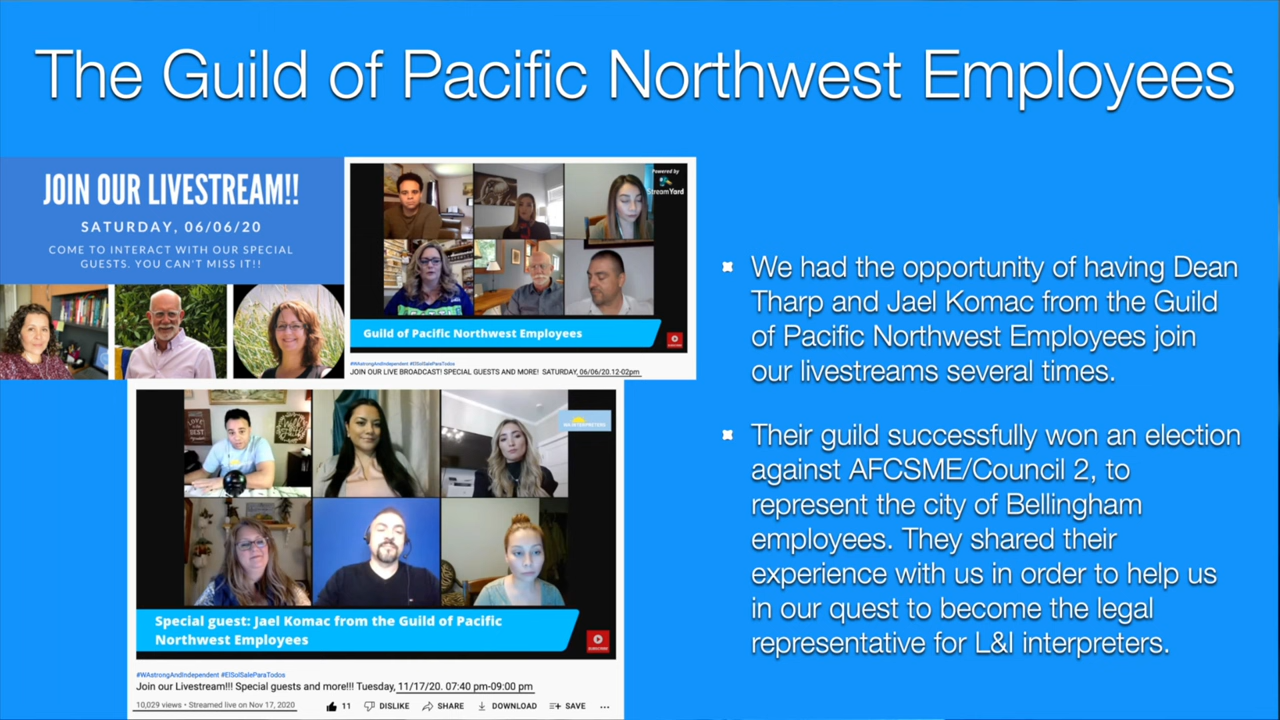 The Guild of Pacific Northwest Employees
JOIN OUR LIVESTREAM!!
SATURDAY, 06/06/20
COME TO INTERACT WITH OUR SPECIAL
GUESTS. YOU CAN'T MISS IT!!
Powered by
StreamYard
Guild of Pacific Northwest Employees
SUBSCRIBE
#WAstrongAndIndependent #ElSolSaleParaTodos
JOIN OUR LIVE BROADCAST! SPECIAL GUESTS AND MORE! SATURDAY, 06/06/20.12-02pm
WA IN INTERPRETERS
Special guest: Jael Komac from the Guild of Pacific
Northwest Employees
SUBSCRIBE
#WAstrongAndIndependent #ElSolSaleParaTodos
Join our Livestream!!! Special guests and more!!! Tuesday, 11/17/20. 07:40 pm-09:00 pm
10,029 views • Streamed live on Nov 17, 2020
11 DISLIKE SHARE DOWNLOAD SAVE ...
We had the opportunity of having Dean
Tharp and Jael Komac from the Guild
of Pacific Northwest Employees join
our livestreams several times.
Their guild successfully won an election
against AFCSME/Council 2, to
represent the city of Bellingham
employees. They shared their
experience with us in order to help us
in our quest to become the legal
representative for L&I interpreters.